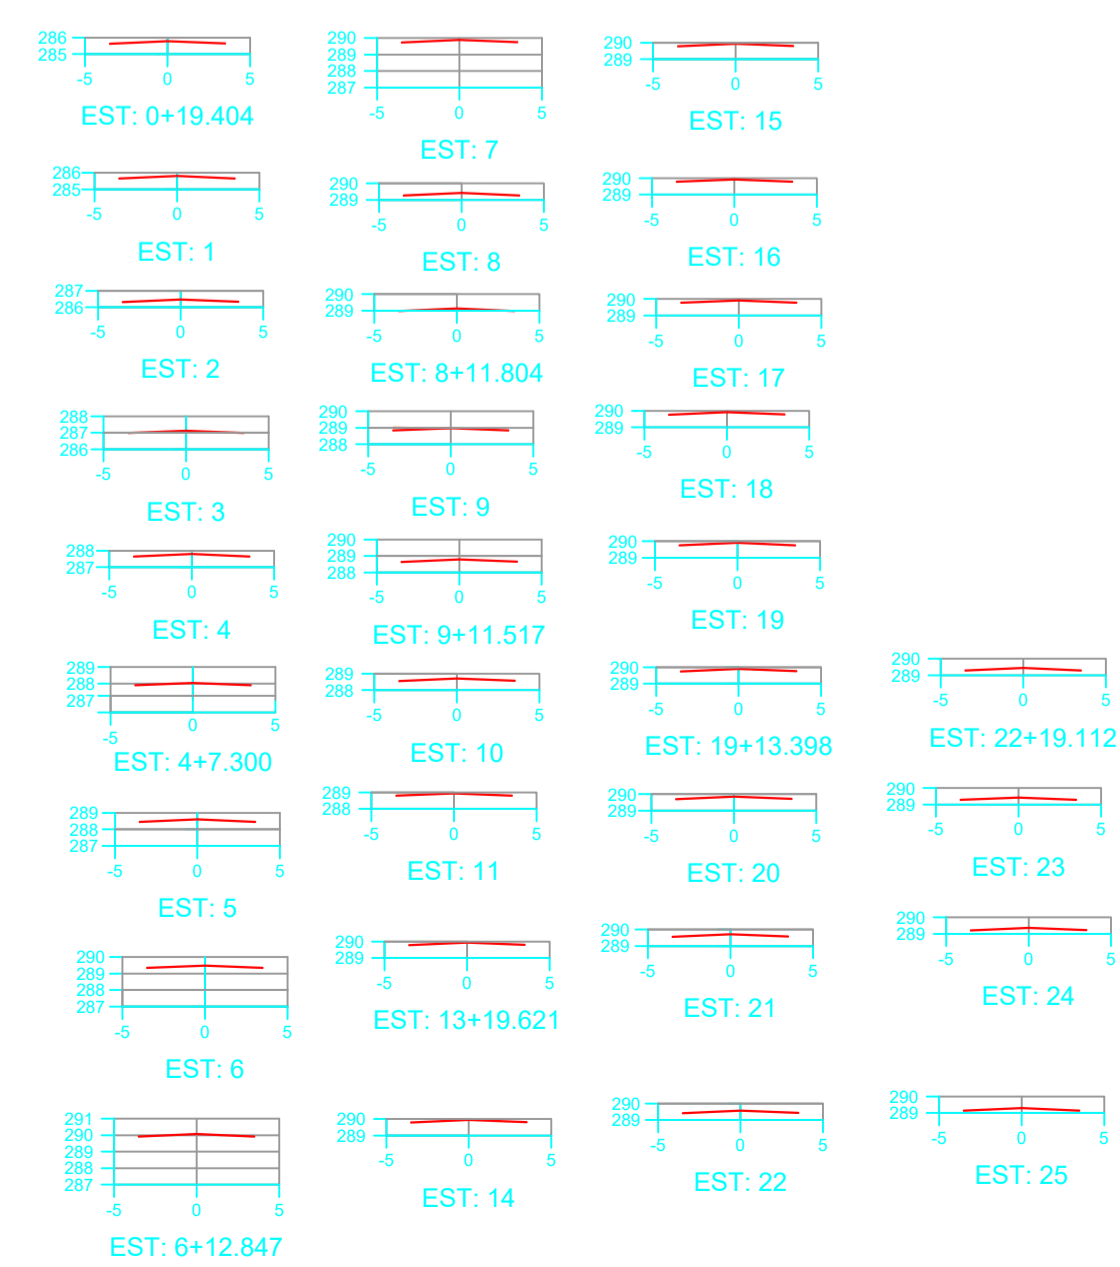 286
285
-5 0 5
EST: 0+19.404
286
285
-5 0 5
EST: 1
287
286
-5 0 5
EST: 2
288
287
286
-5 0 5
EST: 3
288
287
-5 0 5
EST: 4
289
288
287
-5 0 5
EST: 4+7.300
289
288
287
-5 0 5
EST: 5
290
289
288
287
-5 0 5
EST: 6
291
290
289
288
287
-5 0 5
EST: 6+12.847
290
289
288
287
-5 0 5
EST: 7
290
289
-5 0 5
EST: 8
290
289
-5 0 5
EST: 8+11.804
290
289
288
-5 0 5
EST: 9
290
289
288
-5 0 5
EST: 9+11.517
289
288
-5 0 5
EST: 10
289
288
-5 0 5
EST: 11
290
289
-5 0 5
EST: 13+19.621
290
289
-5 0 5
EST: 14
290
289
-5 0 5
EST: 15
290
289
-5 0 5
EST: 16
290
289
-5 0 5
EST: 17
290
289
-5 0 5
EST: 18
290
289
-5 0 5
EST: 19
290
289
-5 0 5
EST: 19+13.398
290
289
-5 0 5
EST: 20
290
289
-5 0 5
EST: 21
290
289
-5 0 5
EST: 22
290
289
-5 0 5
EST: 22+19.112
290
289
-5 0 5
EST: 23
290
289
-5 0 5
EST: 24
290
289
-5 0 5
EST: 25